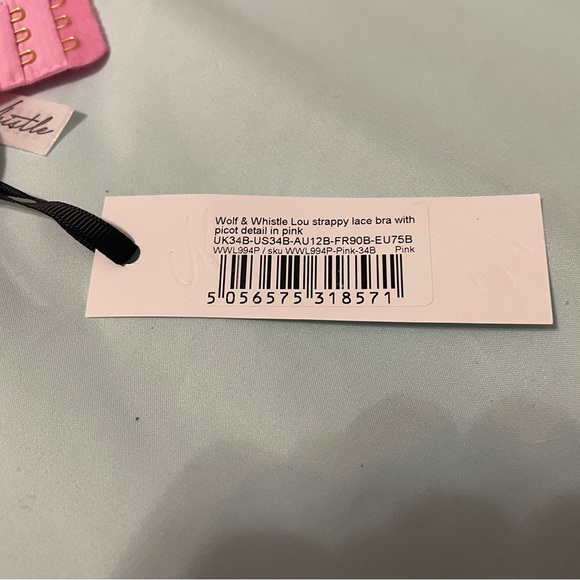 histle
Wolf & Whistle Lou strappy lace bra with
picot detail in pink
UK34B-US34B-AU12B-FR90B-EU75B
WWL994P / sku WWL994P-Pink-34B Pink
5 056575 318571